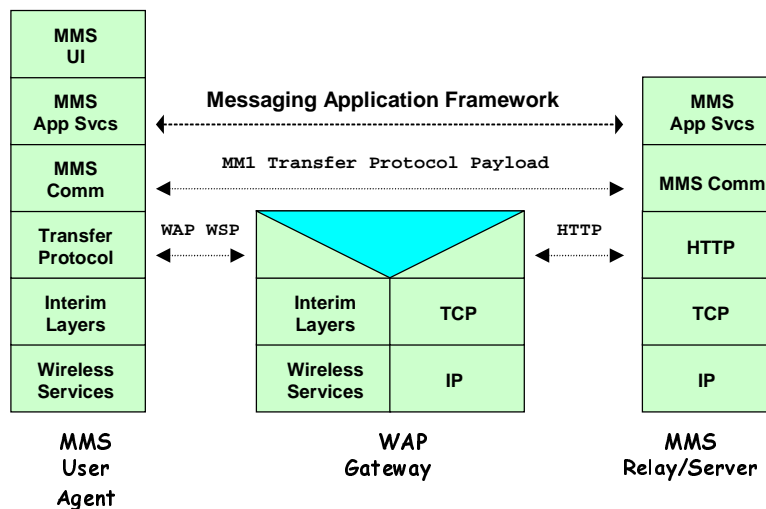 MMS
UI
MMS
App Svcs
MMS
Comm
Transfer
Protocol
Interim
Layers
Wireless
Services
MMS
User
Agent
Messaging Application Framework
MM1 Transfer Protocol Payload
WAP WSP
HTTP
Interim
Layers
TCP
Wireless
Services
IP
WAP
Gateway
MMS
App Svcs
MMS Comm
HTTP
TCP
IP
MMS
Relay/Server